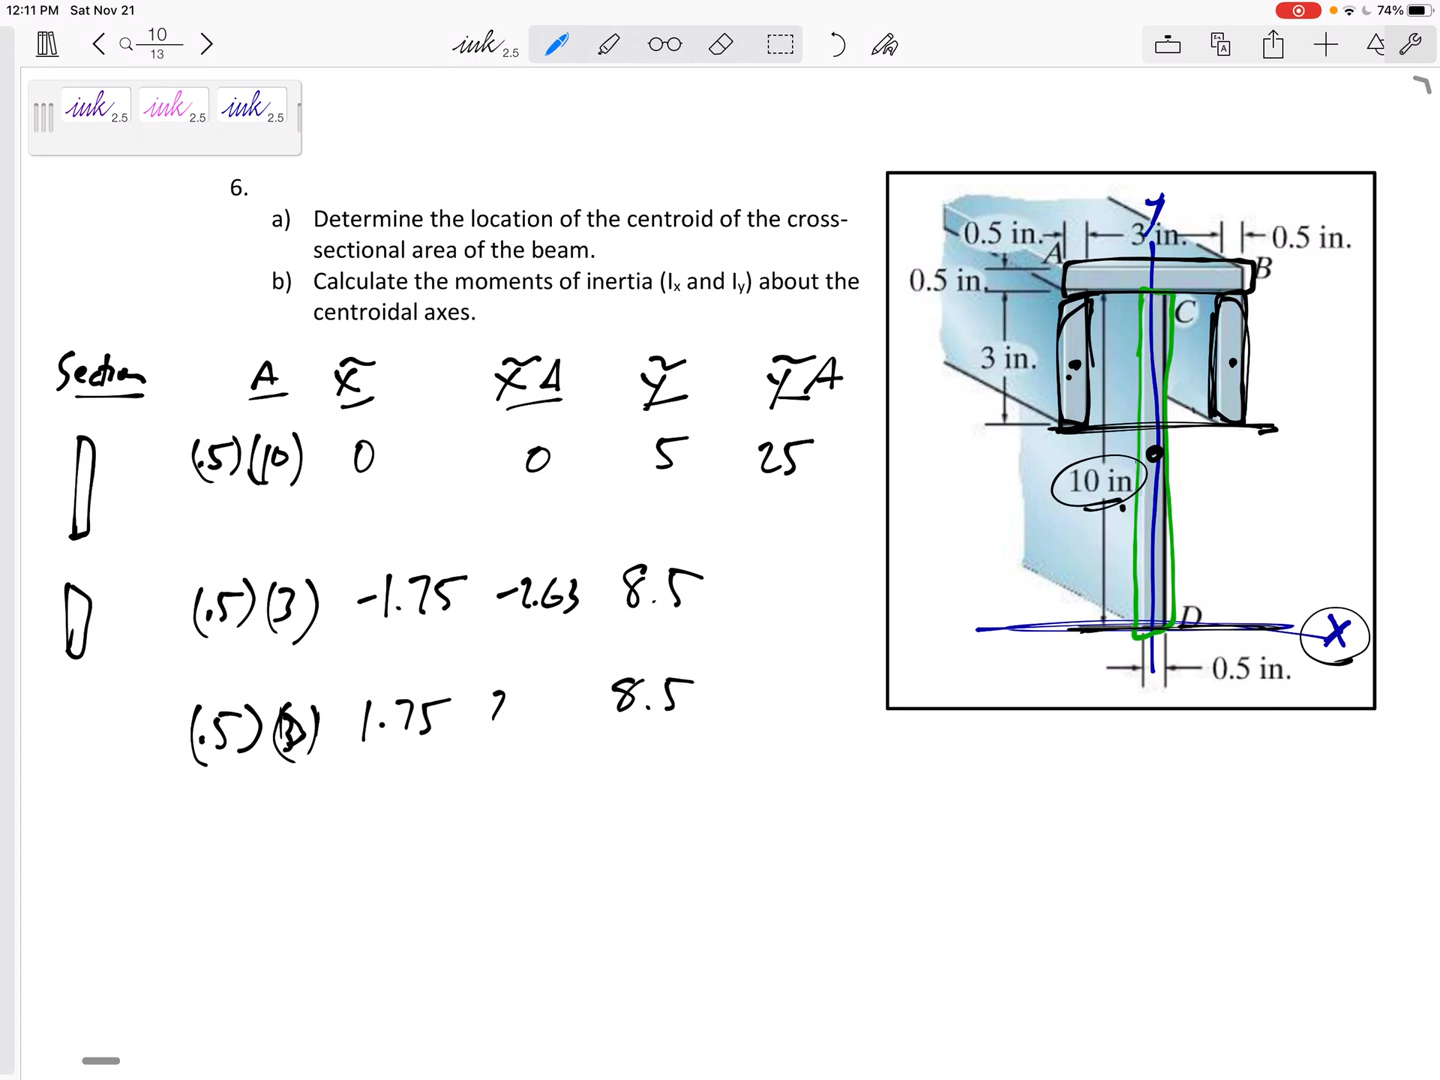 12:11 PM Sat Nov 21
74%
10
13
ink 2.5
A
ink 2.5 ink 2.5 ink 2.5
6.
a) Determine the location of the centroid of the cross-
sectional area of the beam.
b) Calculate the moments of inertia (Ix and Iy) about the
centroidal axes.
Section A x̃ x̃A ỹ ỹA
(.5)(10) 0 0 5 25
(.5)(3) -1.75 -2.63 8.5
(.5)(3) 1.75 2 8.5
y
0.5 in. 3 in. 0.5 in.
A
B
0.5 in.
C
3 in.
10 in.
D
X
0.5 in.